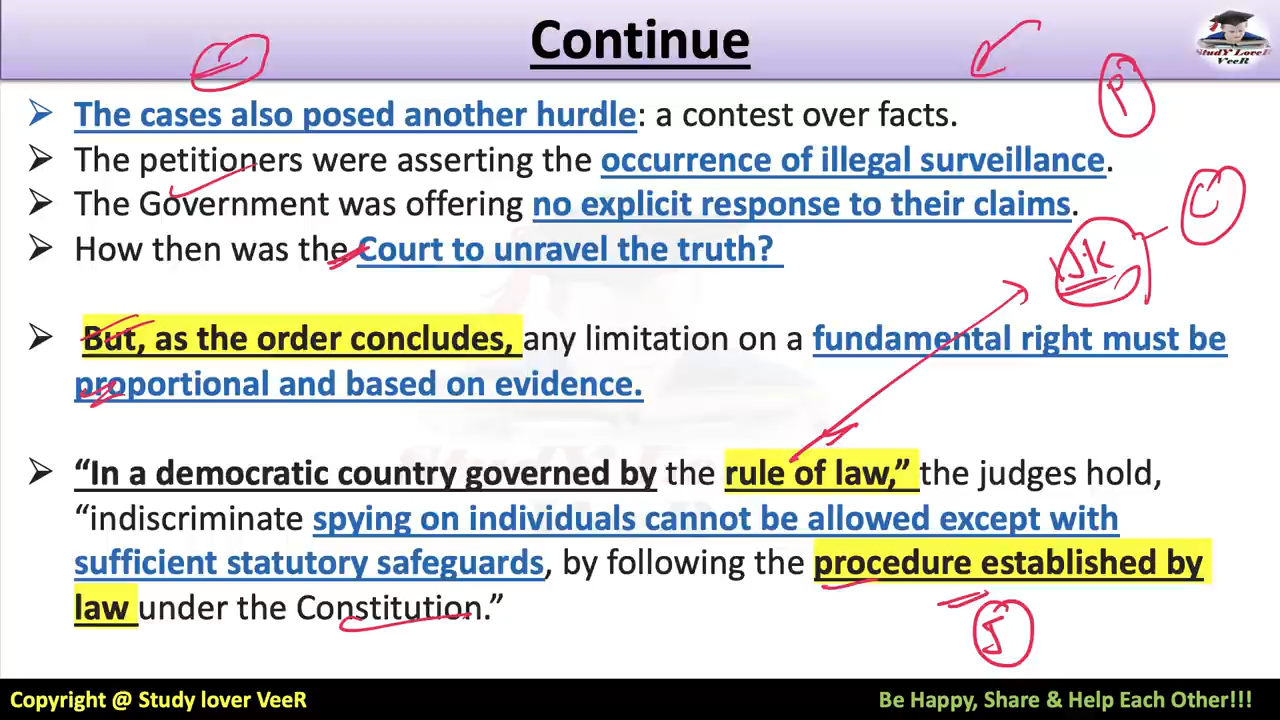 Continue
StudY LoveR
VeeR
➢ The cases also posed another hurdle: a contest over facts.
➢ The petitioners were asserting the occurrence of illegal surveillance.
➢ The Government was offering no explicit response to their claims.
➢ How then was the Court to unravel the truth?
➢ But, as the order concludes, any limitation on a fundamental right must be
proportional and based on evidence.
➢ “In a democratic country governed by the rule of law,” the judges hold,
“indiscriminate spying on individuals cannot be allowed except with
sufficient statutory safeguards, by following the procedure established by
law under the Constitution.”
P
C
Copyright @ Study lover VeeR
Be Happy, Share & Help Each Other!!!